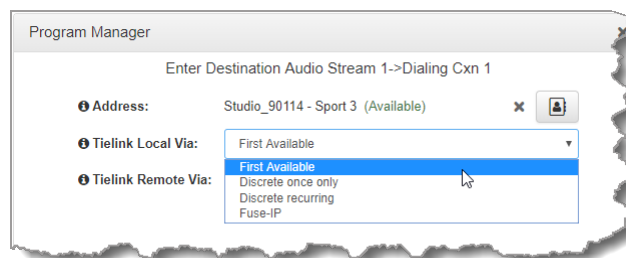 Program Manager
Enter Destination Audio Stream 1->Dialing Cxn 1
Address: Studio_90114 - Sport 3 (Available)
Tielink Local Via: First Available
First Available
Tielink Remote Via: Discrete once only
Discrete recurring
Fuse-IP